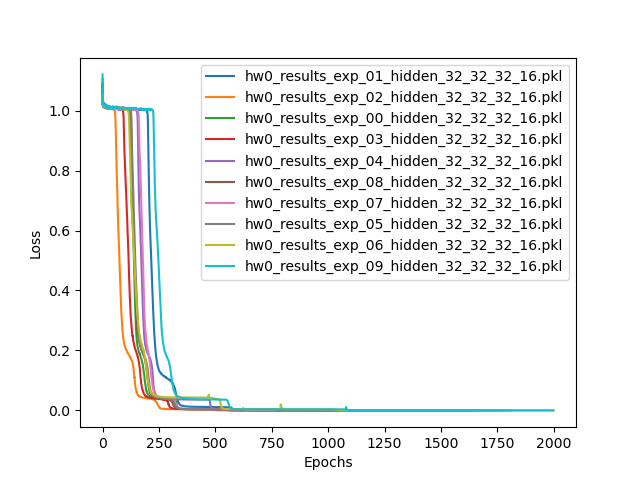 hw0_results_exp_01_hidden_32_32_32_16.pkl
hw0_results_exp_02_hidden_32_32_32_16.pkl
hw0_results_exp_00_hidden_32_32_32_16.pkl
hw0_results_exp_03_hidden_32_32_32_16.pkl
hw0_results_exp_04_hidden_32_32_32_16.pkl
hw0_results_exp_08_hidden_32_32_32_16.pkl
hw0_results_exp_07_hidden_32_32_32_16.pkl
hw0_results_exp_05_hidden_32_32_32_16.pkl
hw0_results_exp_06_hidden_32_32_32_16.pkl
hw0_results_exp_09_hidden_32_32_32_16.pkl
1.0
0.8
0.6
0.4
0.2
0.0
Loss
0 250 500 750 1000 1250 1500 1750 2000
Epochs